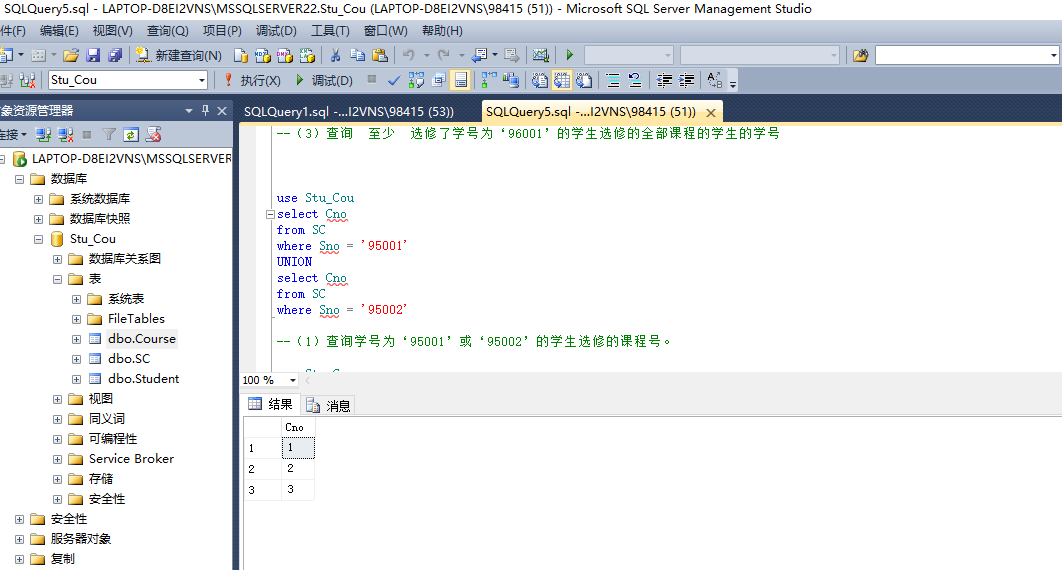 SQLQuery5.sql - LAPTOP-D8EI2VNS\MSSQLSERVER22.Stu_Cou (LAPTOP-D8EI2VNS\98415 (51)) - Microsoft SQL Server Management Studio
件(F) 编辑(E) 视图(V) 查询(Q) 项目(P) 调试(D) 工具(T) 窗口(W) 帮助(H)
新建查询(N)
Stu_Cou 执行(X) 调试(D)
对象资源管理器
连接
LAPTOP-D8EI2VNS\MSSQLSERVER
数据库
系统数据库
数据库快照
Stu_Cou
数据库关系图
表
系统表
FileTables
dbo.Course
dbo.SC
dbo.Student
视图
同义词
可编程性
Service Broker
存储
安全性
安全性
服务器对象
复制
SQLQuery1.sql -...I2VNS\98415 (53)) SQLQuery5.sql -...I2VNS\98415 (51))
--（3）查询 至少 选修了学号为‘96001’的学生选修的全部课程的学生的学号
use Stu_Cou
select Cno
from SC
where Sno = '95001'
UNION
select Cno
from SC
where Sno = '95002'
--（1）查询学号为‘95001’或‘95002’的学生选修的课程号。
100 %
结果 消息
Cno
1 1
2 2
3 3